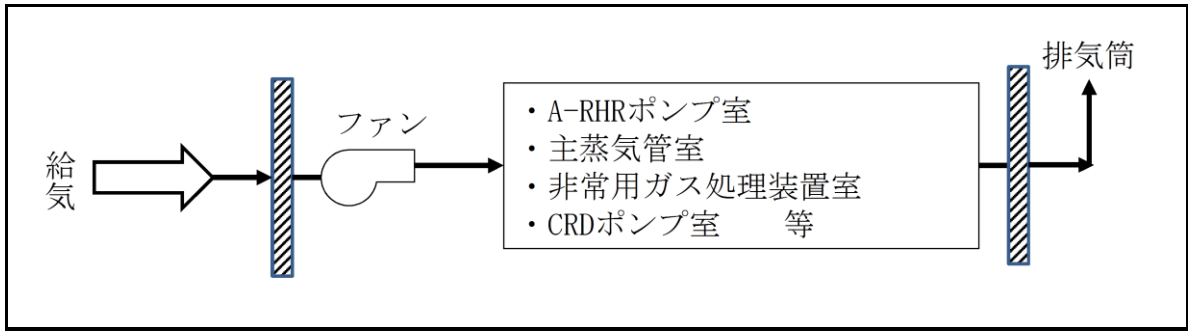 給気
ファン
・A-RHRポンプ室
・主蒸気管室
・非常用ガス処理装置室
・CRDポンプ室　　等
排気筒